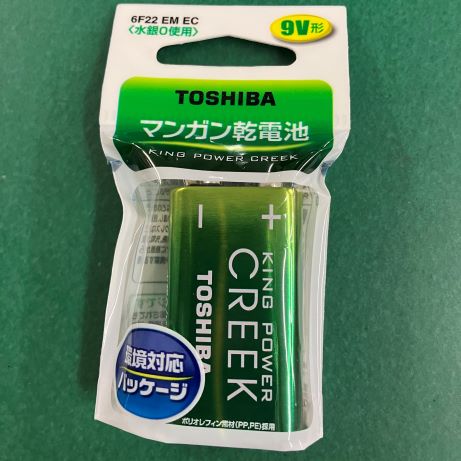 6F22 EM EC
〈水銀0使用〉
9V形
TOSHIBA
マンガン乾電池
KING POWER CREEK
− +
KING POWER
CREEK
TOSHIBA
環境対応
パッケージ
ポリオレフィン部材(PP,PE)採用